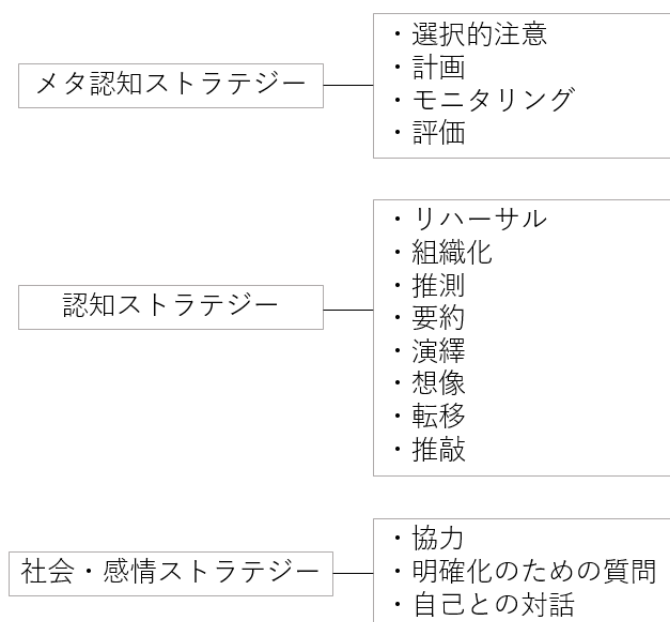 メタ認知ストラテジー
・選択的注意
・計画
・モニタリング
・評価
認知ストラテジー
・リハーサル
・組織化
・推測
・要約
・演繹
・想像
・転移
・推敲
社会・感情ストラテジー
・協力
・明確化のための質問
・自己との対話